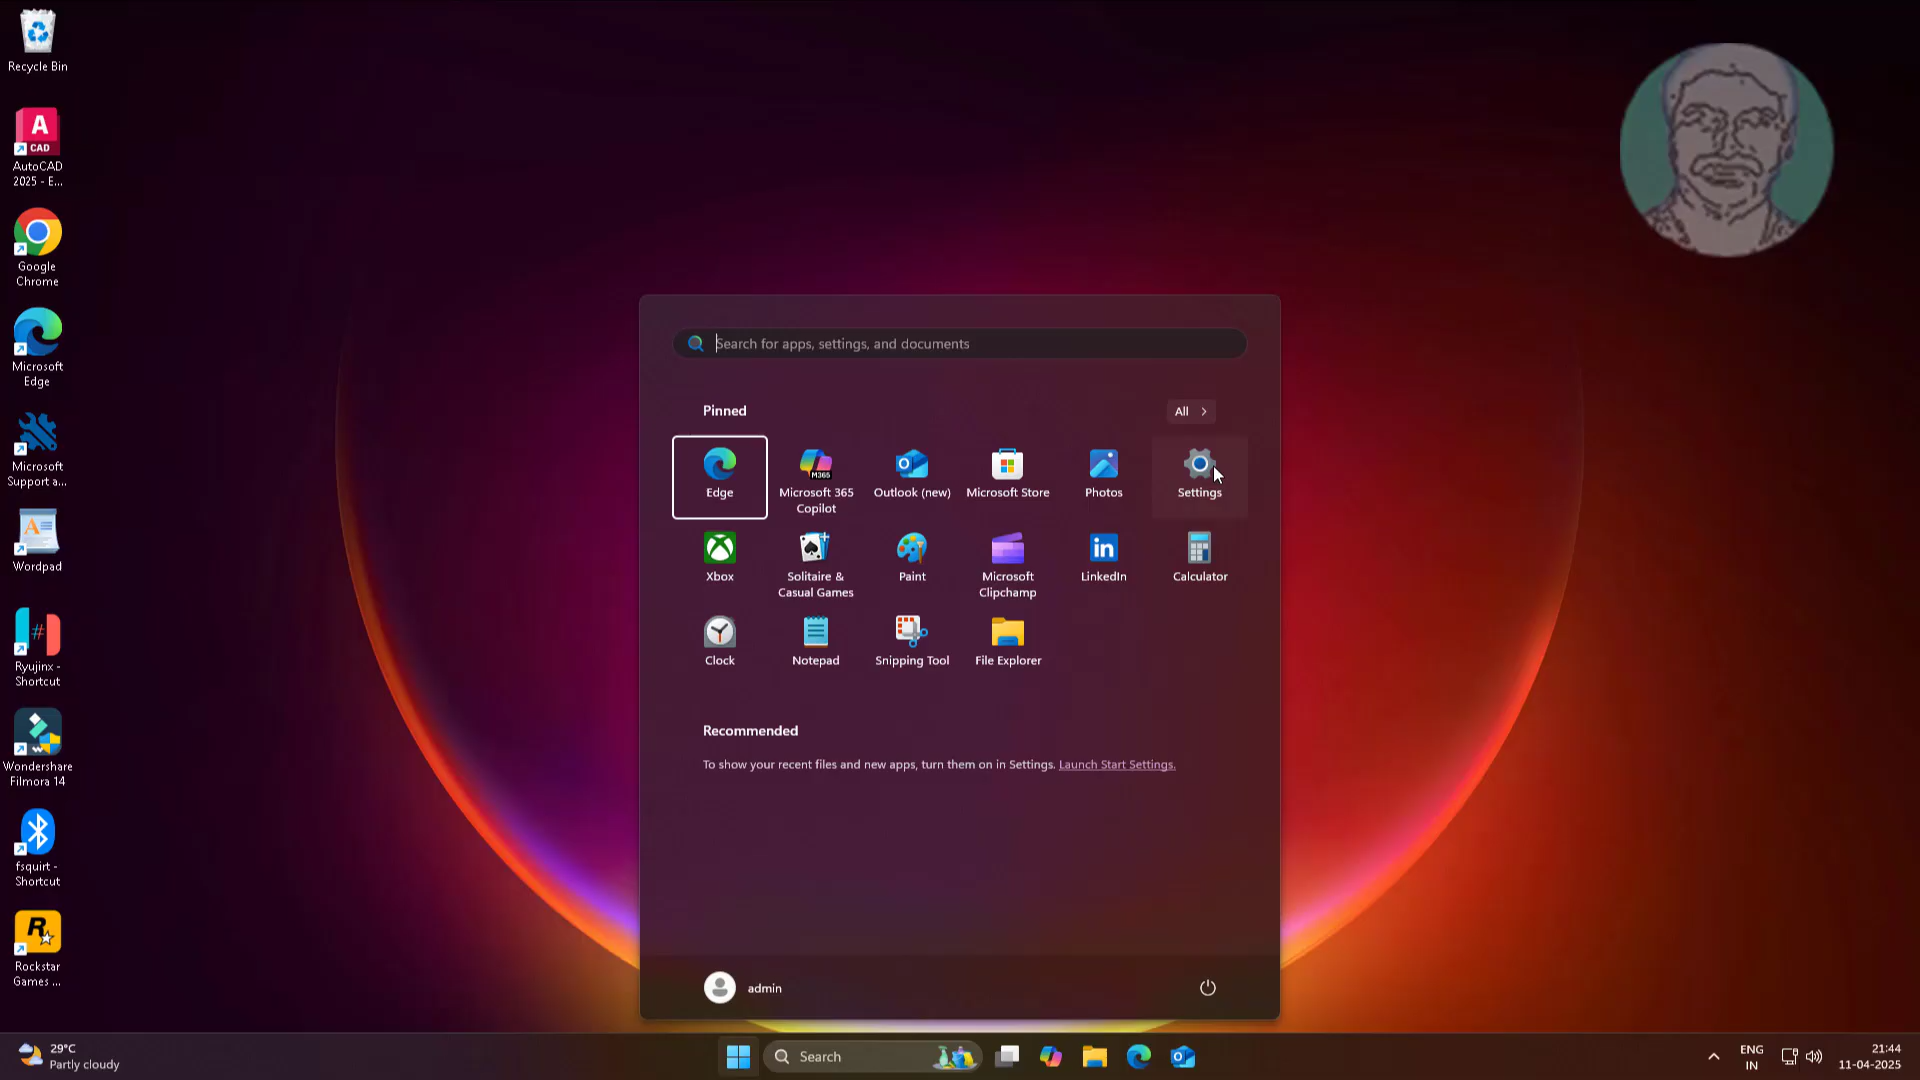 Recycle Bin
A
CAD
AutoCAD
2025 - E...
Google
Chrome
Microsoft
Edge
Microsoft
Support a...
A
Wordpad
#
Ryujinx -
Shortcut
Wondershare
Filmora 14
fsquirt -
Shortcut
R
Rockstar
Games ...
Search for apps, settings, and documents
Pinned
All
Edge
M365
Microsoft 365
Copilot
Outlook (new)
Microsoft Store
Photos
Settings
Xbox
Solitaire &
Casual Games
Paint
Microsoft
Clipchamp
in
LinkedIn
Calculator
Clock
Notepad
Snipping Tool
File Explorer
Recommended
To show your recent files and new apps, turn them on in Settings. Launch Start Settings.
admin
29°C
Partly cloudy
Search
ENG
IN
21:44
11-04-2025